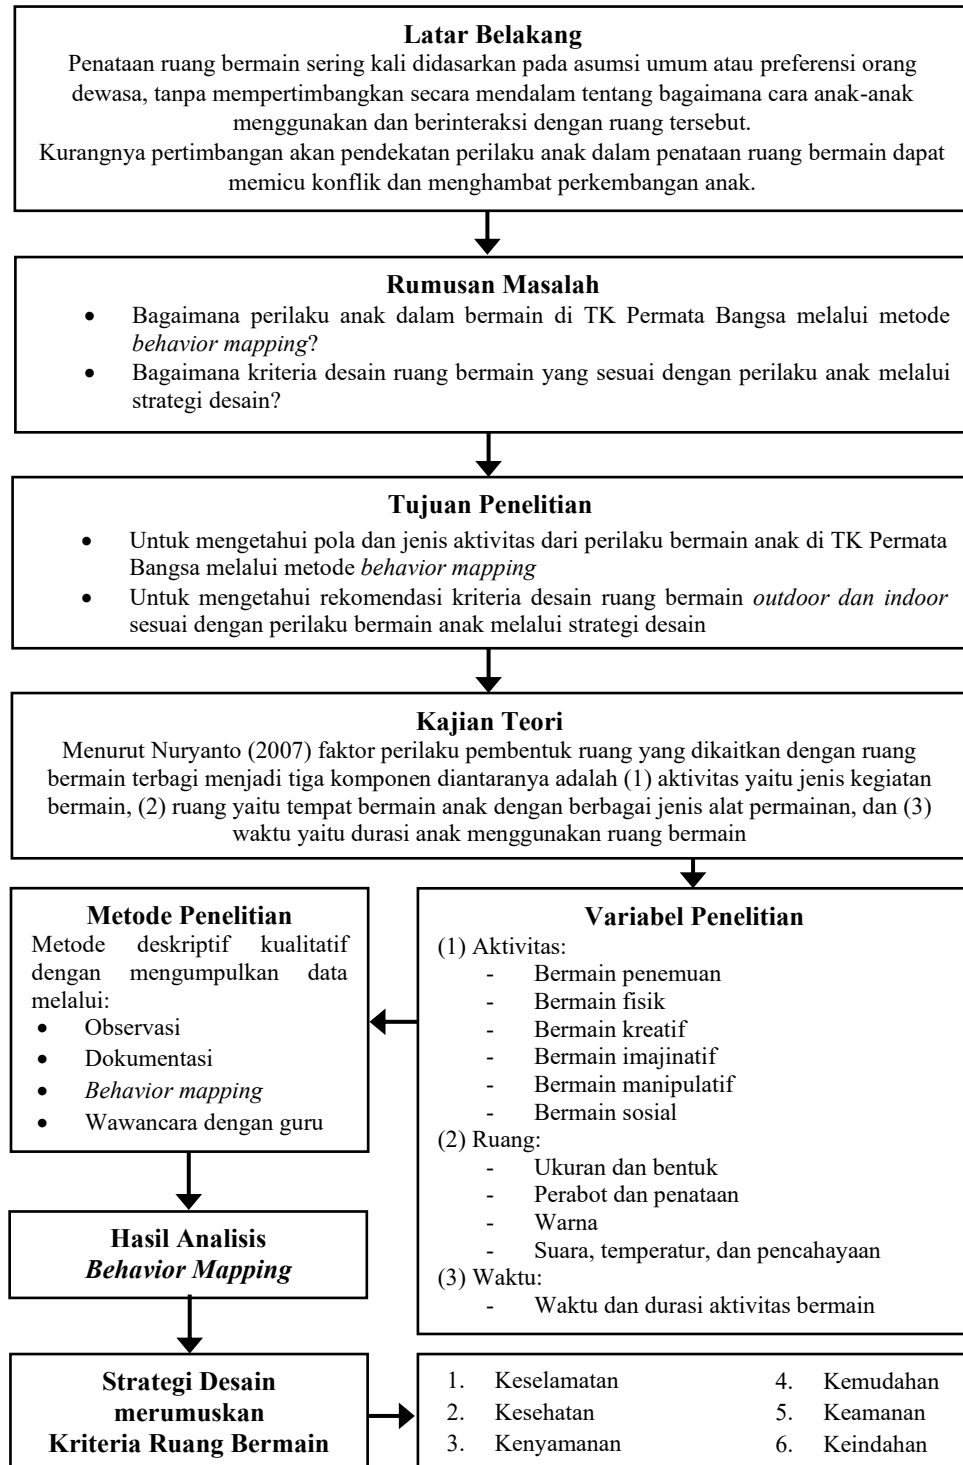 Latar Belakang
Penataan ruang bermain sering kali didasarkan pada asumsi umum atau preferensi orang
dewasa, tanpa mempertimbangkan secara mendalam tentang bagaimana cara anak-anak
menggunakan dan berinteraksi dengan ruang tersebut.
Kurangnya pertimbangan akan pendekatan perilaku anak dalam penataan ruang bermain dapat
memicu konflik dan menghambat perkembangan anak.
Rumusan Masalah
• Bagaimana perilaku anak dalam bermain di TK Permata Bangsa melalui metode
behavior mapping?
• Bagaimana kriteria desain ruang bermain yang sesuai dengan perilaku anak melalui
strategi desain?
Tujuan Penelitian
• Untuk mengetahui pola dan jenis aktivitas dari perilaku bermain anak di TK Permata
Bangsa melalui metode behavior mapping
• Untuk mengetahui rekomendasi kriteria desain ruang bermain outdoor dan indoor
sesuai dengan perilaku bermain anak melalui strategi desain
Kajian Teori
Menurut Nuryanto (2007) faktor perilaku pembentuk ruang yang dikaitkan dengan ruang
bermain terbagi menjadi tiga komponen diantaranya adalah (1) aktivitas yaitu jenis kegiatan
bermain, (2) ruang yaitu tempat bermain anak dengan berbagai jenis alat permainan, dan (3)
waktu yaitu durasi anak menggunakan ruang bermain
Variabel Penelitian
(1) Aktivitas:
- Bermain penemuan
- Bermain fisik
- Bermain kreatif
- Bermain imajinatif
- Bermain manipulatif
- Bermain sosial
(2) Ruang:
- Ukuran dan bentuk
- Perabot dan penataan
- Warna
- Suara, temperatur, dan pencahayaan
(3) Waktu:
- Waktu dan durasi aktivitas bermain
Metode Penelitian
Metode deskriptif kualitatif
dengan mengumpulkan data
melalui:
• Observasi
• Dokumentasi
• Behavior mapping
• Wawancara dengan guru
Hasil Analisis
Behavior Mapping
Strategi Desain
merumuskan
Kriteria Ruang Bermain
1. Keselamatan
2. Kesehatan
3. Kenyamanan
4. Kemudahan
5. Keamanan
6. Keindahan